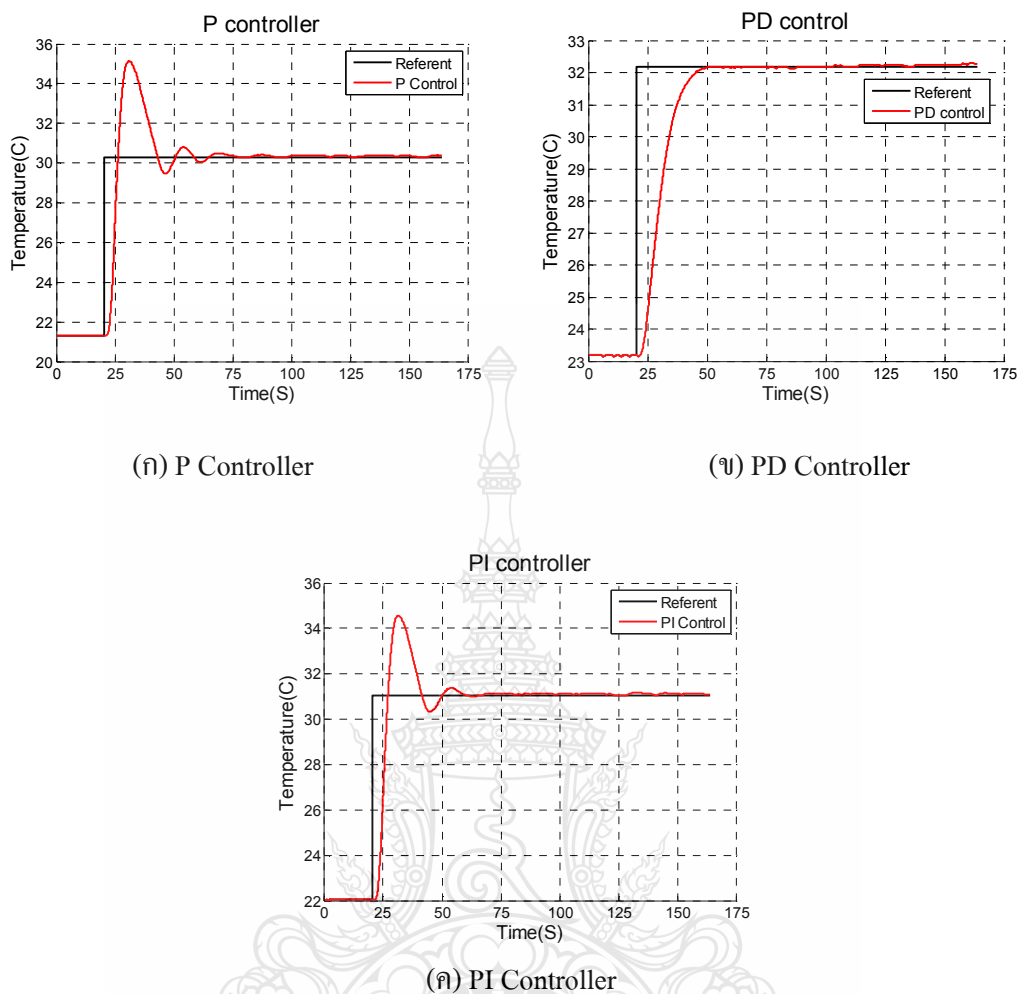 P controller
Temperature(C)
36
34
32
30
28
26
24
22
20
Referent
P Control
0 25 50 75 100 125 150 175
Time(S)
(ก) P Controller
PD control
Temperature(C)
33
32
31
30
29
28
27
26
25
24
23
Referent
PD control
0 25 50 75 100 125 150 175
Time(S)
(ข) PD Controller
PI controller
Temperature(C)
36
34
32
30
28
26
24
22
Referent
PI Control
0 25 50 75 100 125 150 175
Time(S)
(ค) PI Controller